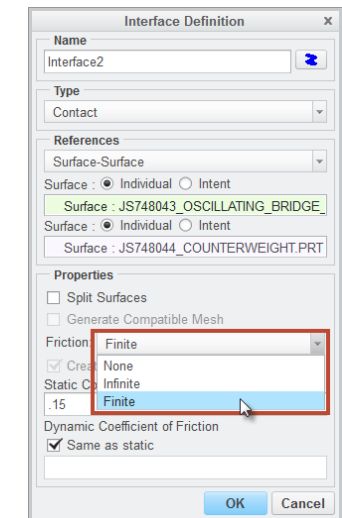 Interface Definition x
Name
Interface2
Type
Contact
References
Surface-Surface
Surface : Individual Intent
Surface : JS748043_OSCILLATING_BRIDGE_
Surface : Individual Intent
Surface : JS748044_COUNTERWEIGHT.PRT
Properties
Split Surfaces
Generate Compatible Mesh
Friction: Finite
Creat
None
Static Co
Infinite
.15
Finite
Dynamic Coefficient of Friction
Same as static
OK Cancel